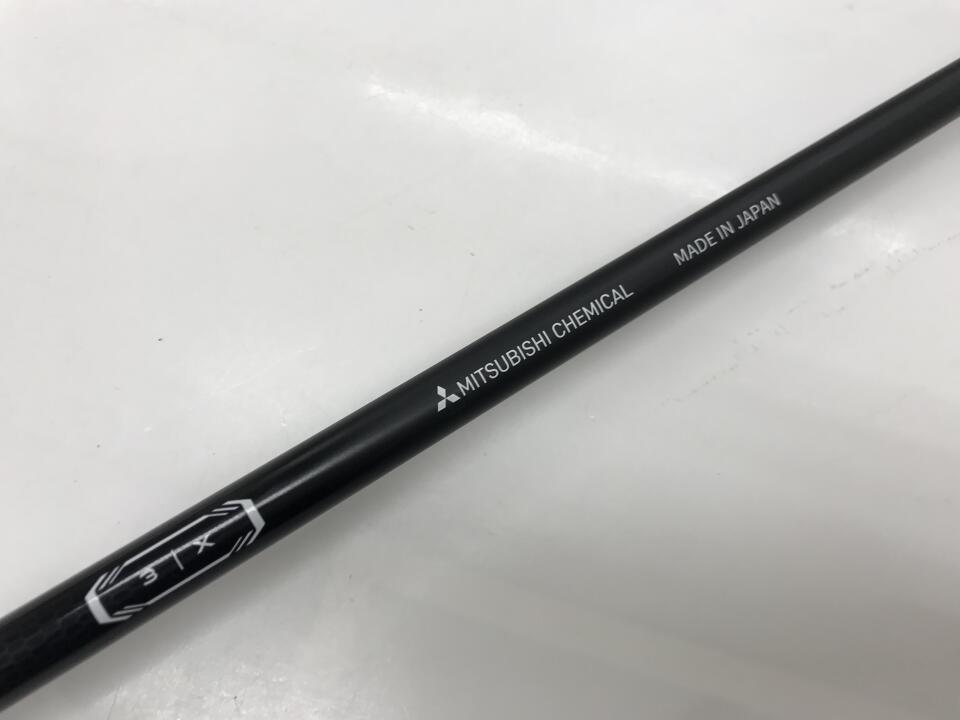 3 | X
MITSUBISHI CHEMICAL MADE IN JAPAN